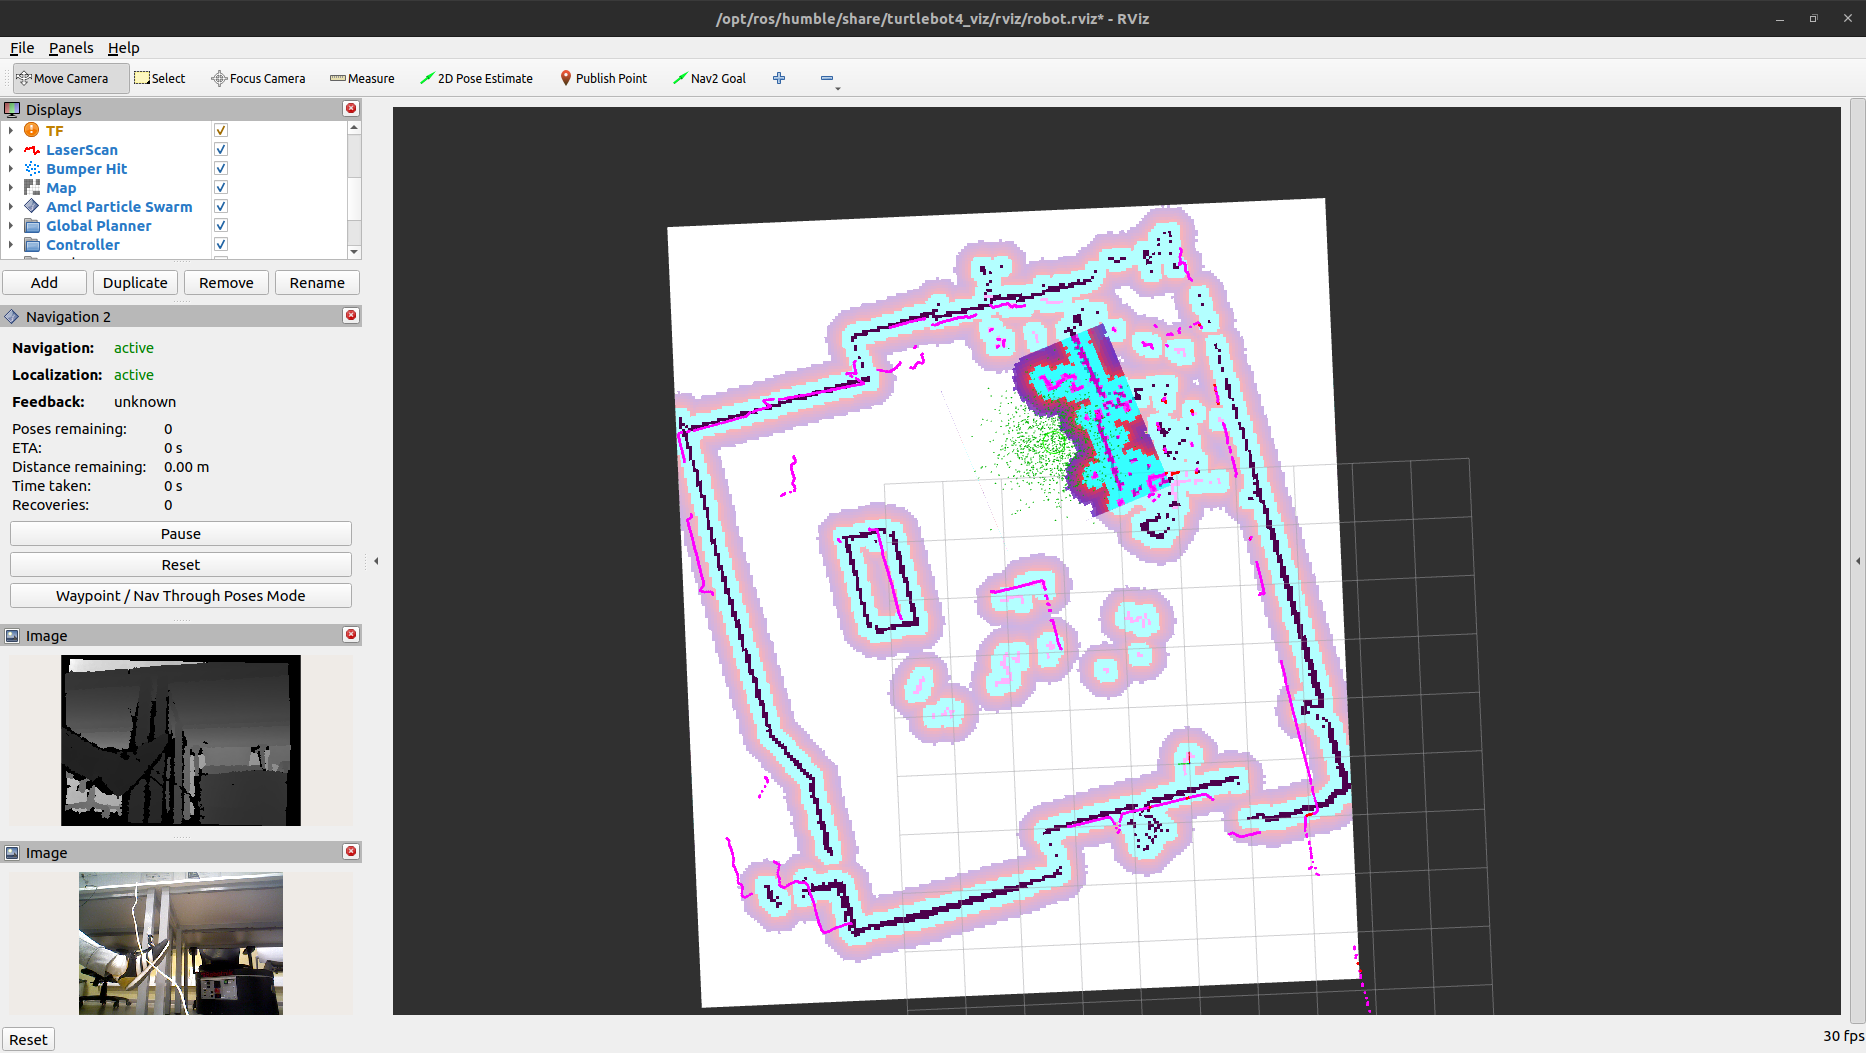 /opt/ros/humble/share/turtlebot4_viz/rviz/robot.rviz* - RViz
File Panels Help
Move Camera Select Focus Camera Measure 2D Pose Estimate Publish Point Nav2 Goal
Displays
TF
LaserScan
Bumper Hit
Map
Amcl Particle Swarm
Global Planner
Controller
Add Duplicate Remove Rename
Navigation 2
Navigation: active
Localization: active
Feedback: unknown
Poses remaining: 0
ETA: 0 s
Distance remaining: 0.00 m
Time taken: 0 s
Recoveries: 0
Pause
Reset
Waypoint / Nav Through Poses Mode
Image
Image
Reset
30 fps